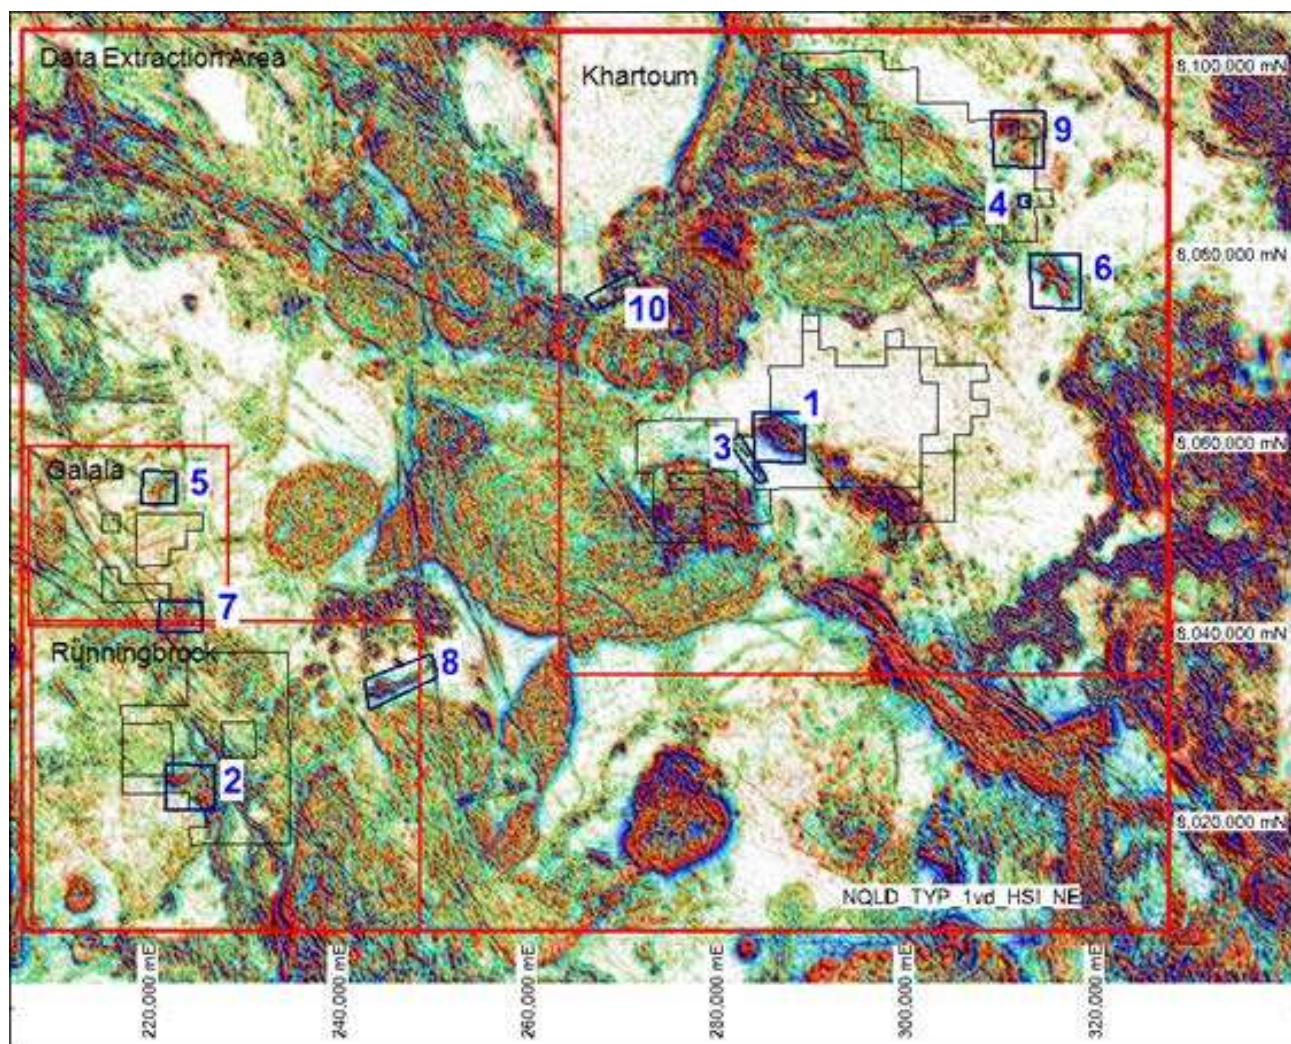 Data Extraction Area
Khartoum
8,100,000 mN
9
4
8,080,000 mN
6
10
1
3
8,060,000 mN
Galala
5
7
8,040,000 mN
Runningbrock
8
2
8,020,000 mN
NQLD_TYP_1vd_HSI_NE
220,000 mE
240,000 mE
260,000 mE
280,000 mE
300,000 mE
320,000 mE